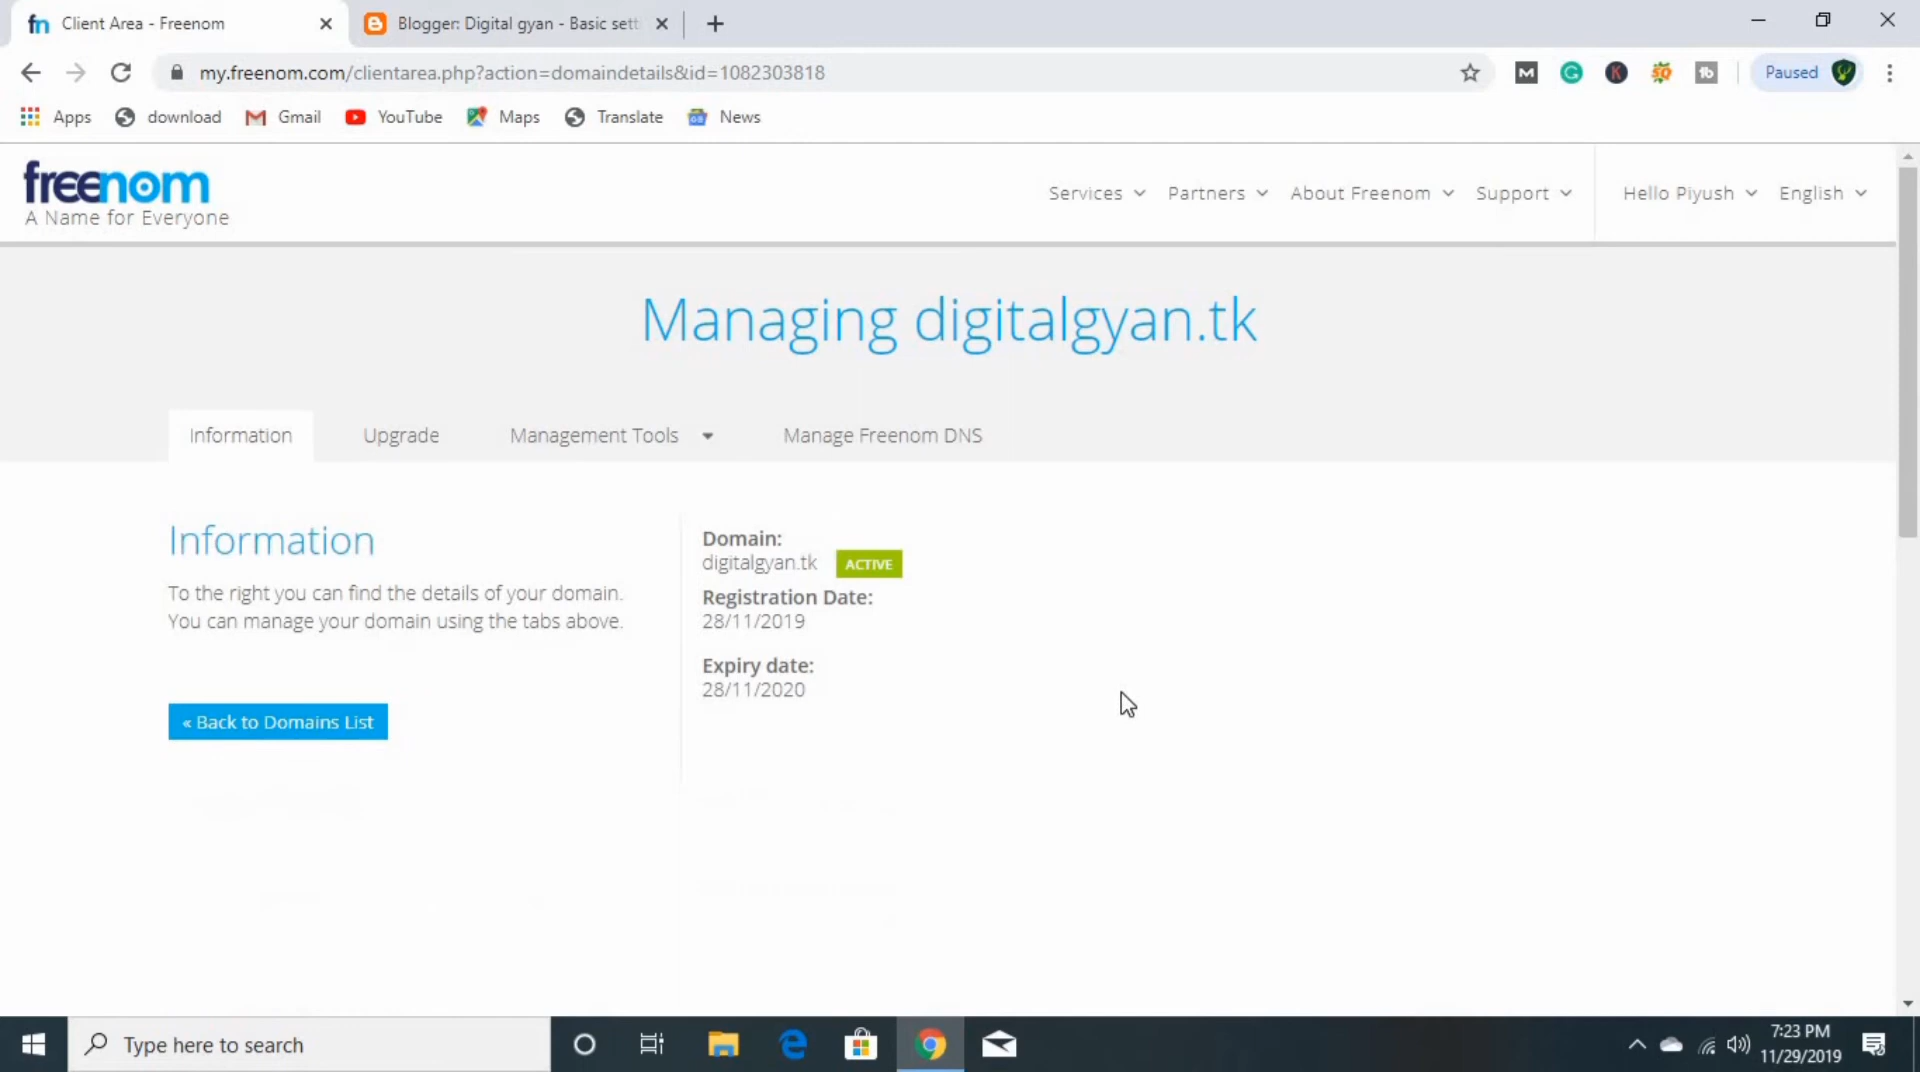 Client Area - Freenom
Blogger: Digital gyan - Basic sett
my.freenom.com/clientarea.php?action=domaindetails&id=1082303818
Paused
Apps
download
Gmail
YouTube
Maps
Translate
News
freenom
A Name for Everyone
Services
Partners
About Freenom
Support
Hello Piyush
English
Managing digitalgyan.tk
Information
Upgrade
Management Tools
Manage Freenom DNS
Information
To the right you can find the details of your domain.
You can manage your domain using the tabs above.
« Back to Domains List
Domain:
digitalgyan.tk ACTIVE
Registration Date:
28/11/2019
Expiry date:
28/11/2020
Type here to search
7:23 PM
11/29/2019